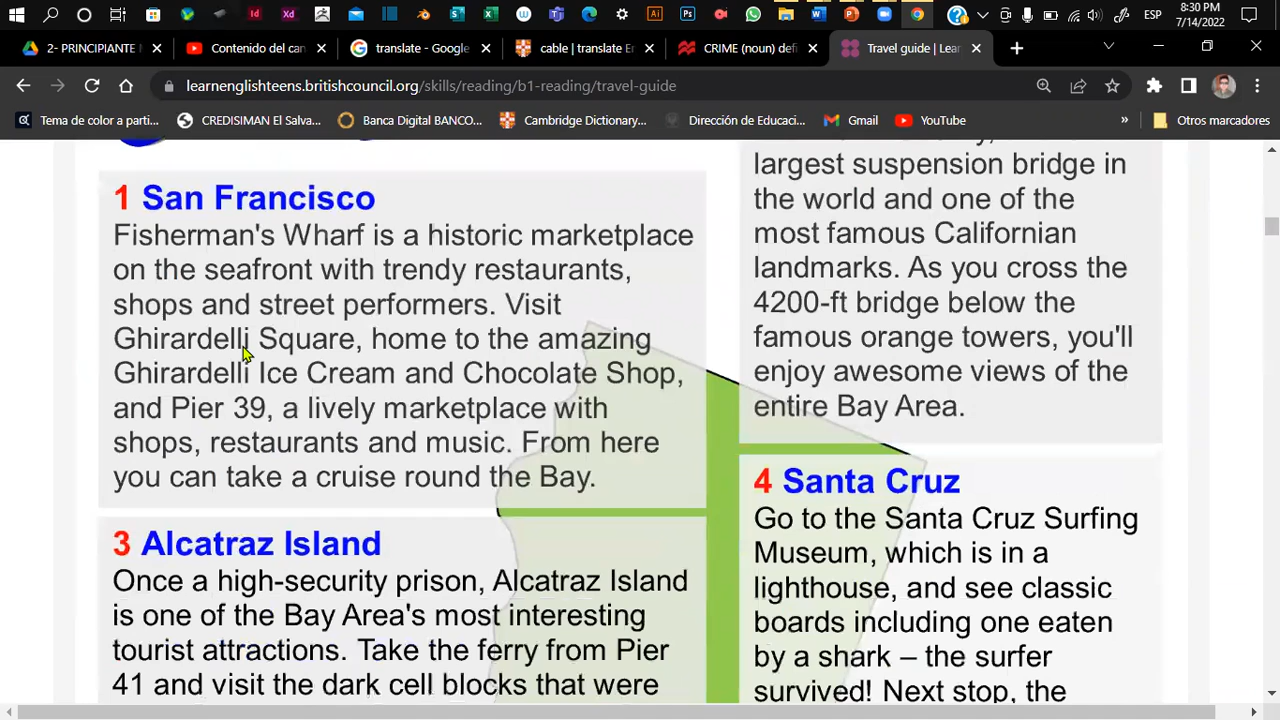 8:30 PM
ESP
7/14/2022
2- PRINCIPIANTE
Contenido del can
translate - Google
cable | translate E
CRIME (noun) defi
Travel guide | Lear
learnenglishteens.britishcouncil.org/skills/reading/b1-reading/travel-guide
Tema de color a parti...
CREDISIMAN El Salva...
Banca Digital BANCO...
Cambridge Dictionary...
Dirección de Educaci...
Gmail
YouTube
»
Otros marcadores
1 San Francisco
Fisherman's Wharf is a historic marketplace
on the seafront with trendy restaurants,
shops and street performers. Visit
Ghirardelli Square, home to the amazing
Ghirardelli Ice Cream and Chocolate Shop,
and Pier 39, a lively marketplace with
shops, restaurants and music. From here
you can take a cruise round the Bay.
3 Alcatraz Island
Once a high-security prison, Alcatraz Island
is one of the Bay Area's most interesting
tourist attractions. Take the ferry from Pier
41 and visit the dark cell blocks that were
largest suspension bridge in
the world and one of the
most famous Californian
landmarks. As you cross the
4200-ft bridge below the
famous orange towers, you'll
enjoy awesome views of the
entire Bay Area.
4 Santa Cruz
Go to the Santa Cruz Surfing
Museum, which is in a
lighthouse, and see classic
boards including one eaten
by a shark – the surfer
survived! Next stop, the